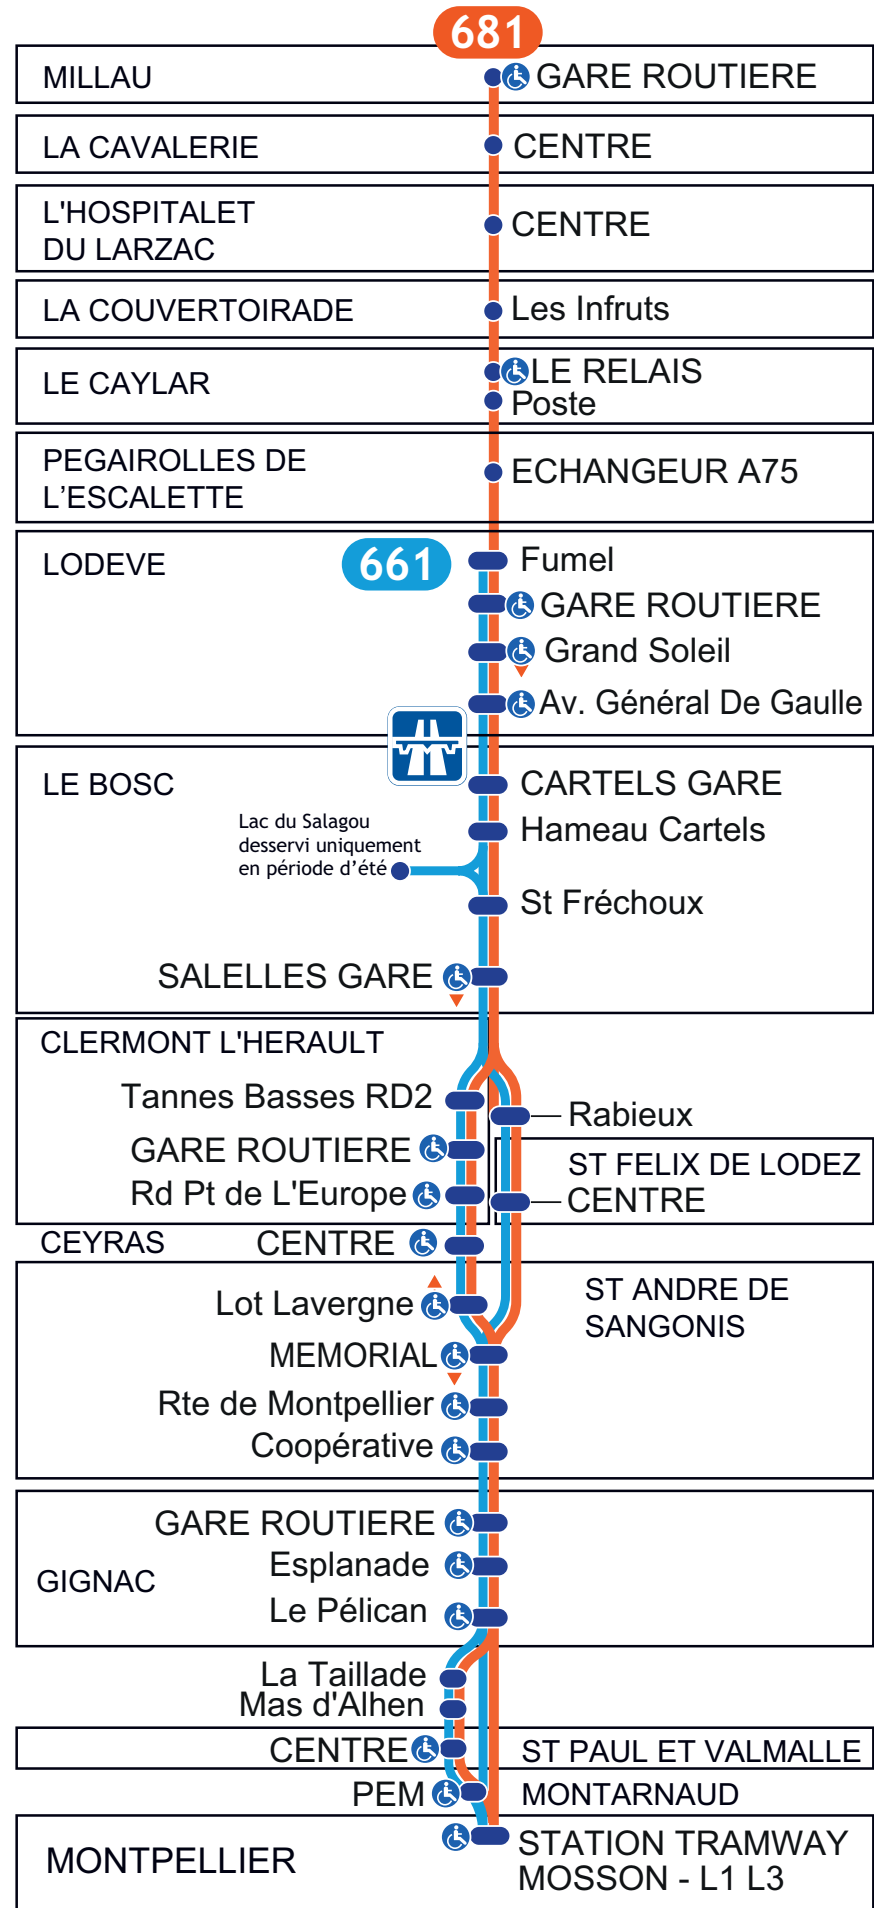 681
MILLAU
GARE ROUTIERE
LA CAVALERIE
CENTRE
L'HOSPITALET
DU LARZAC
CENTRE
LA COUVERTOIRADE
Les Infruts
LE CAYLAR
LE RELAIS
Poste
PEGAIROLLES DE
L'ESCALETTE
ECHANGEUR A75
LODEVE
661
Fumel
GARE ROUTIERE
Grand Soleil
Av. Général De Gaulle
LE BOSC
CARTELS GARE
Hameau Cartels
Lac du Salagou
desservi uniquement
en période d'été
St Fréchoux
SALELLES GARE
CLERMONT L'HERAULT
Tannes Basses RD2
Rabieux
GARE ROUTIERE
ST FELIX DE LODEZ
Rd Pt de L'Europe
CENTRE
CEYRAS
CENTRE
ST ANDRE DE
SANGONIS
Lot Lavergne
MEMORIAL
Rte de Montpellier
Coopérative
GARE ROUTIERE
Esplanade
GIGNAC
Le Pélican
La Taillade
Mas d'Alhen
CENTRE
ST PAUL ET VALMALLE
PEM
MONTARNAUD
MONTPELLIER
STATION TRAMWAY
MOSSON - L1 L3